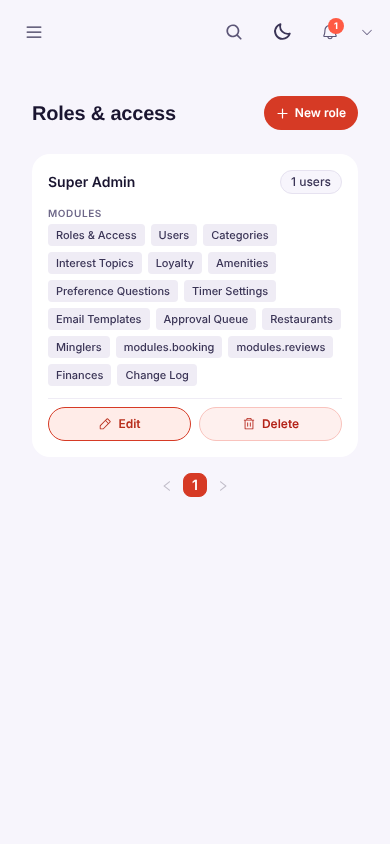 1
Roles & access
New role
Super Admin
1 users
MODULES
Roles & Access Users Categories
Interest Topics Loyalty Amenities
Preference Questions Timer Settings
Email Templates Approval Queue Restaurants
Minglers modules.booking modules.reviews
Finances Change Log
Edit Delete
1